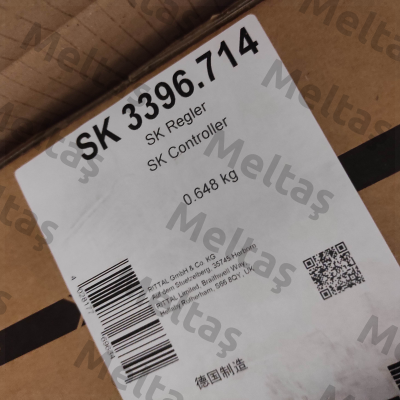 SK 3396.714
SK Regler
SK Controller
0.648 kg
RITTAL GmbH & Co. KG
Auf dem Stuetzelberg, 35745 Herborn
RITTAL Limited, Braithwell Way,
Hellaby Rotherham, S66 8QY, UK
德国制造
Meltaş